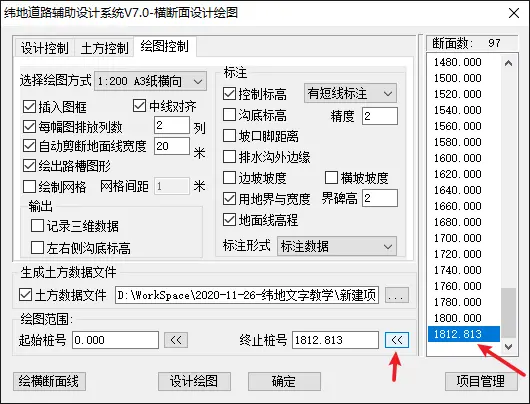 纬地道路辅助设计系统V7.0-横断面设计绘图
设计控制 土方控制 绘图控制
选择绘图方式 1:200 A3纸横向
插入图框 中线对齐
每幅图排放列数 2 列
自动剪断地面线宽度 20 米
绘出路槽图形
绘制网格 网格间距 1 米
输出
记录三维数据
左右侧沟底标高
标注
控制标高 有短线标注
沟底标高 精度 2
坡口脚距离
排水沟外边缘
边坡坡度 横坡坡度
用地界与宽度 界碑高 2
地面线高程
标注形式 标注数据
生成土方数据文件
土方数据文件 D:\WorkSpace\2020-11-26-纬地文字教学\新建项 ...
绘图范围:
起始桩号 0.000 << 终止桩号 1812.813 <<
绘横断面线 设计绘图 确定 项目管理
断面数: 97
1480.000
1500.000
1520.000
1540.000
1560.000
1580.000
1600.000
1620.000
1640.000
1660.000
1680.000
1700.000
1720.000
1740.000
1760.000
1780.000
1800.000
1812.813